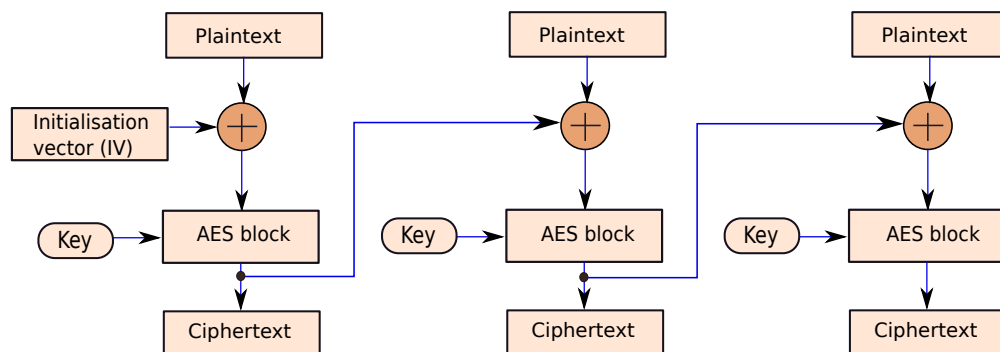 Plaintext
Plaintext
Plaintext
Initialisation
vector (IV)
Key
AES block
Key
AES block
Key
AES block
Ciphertext
Ciphertext
Ciphertext